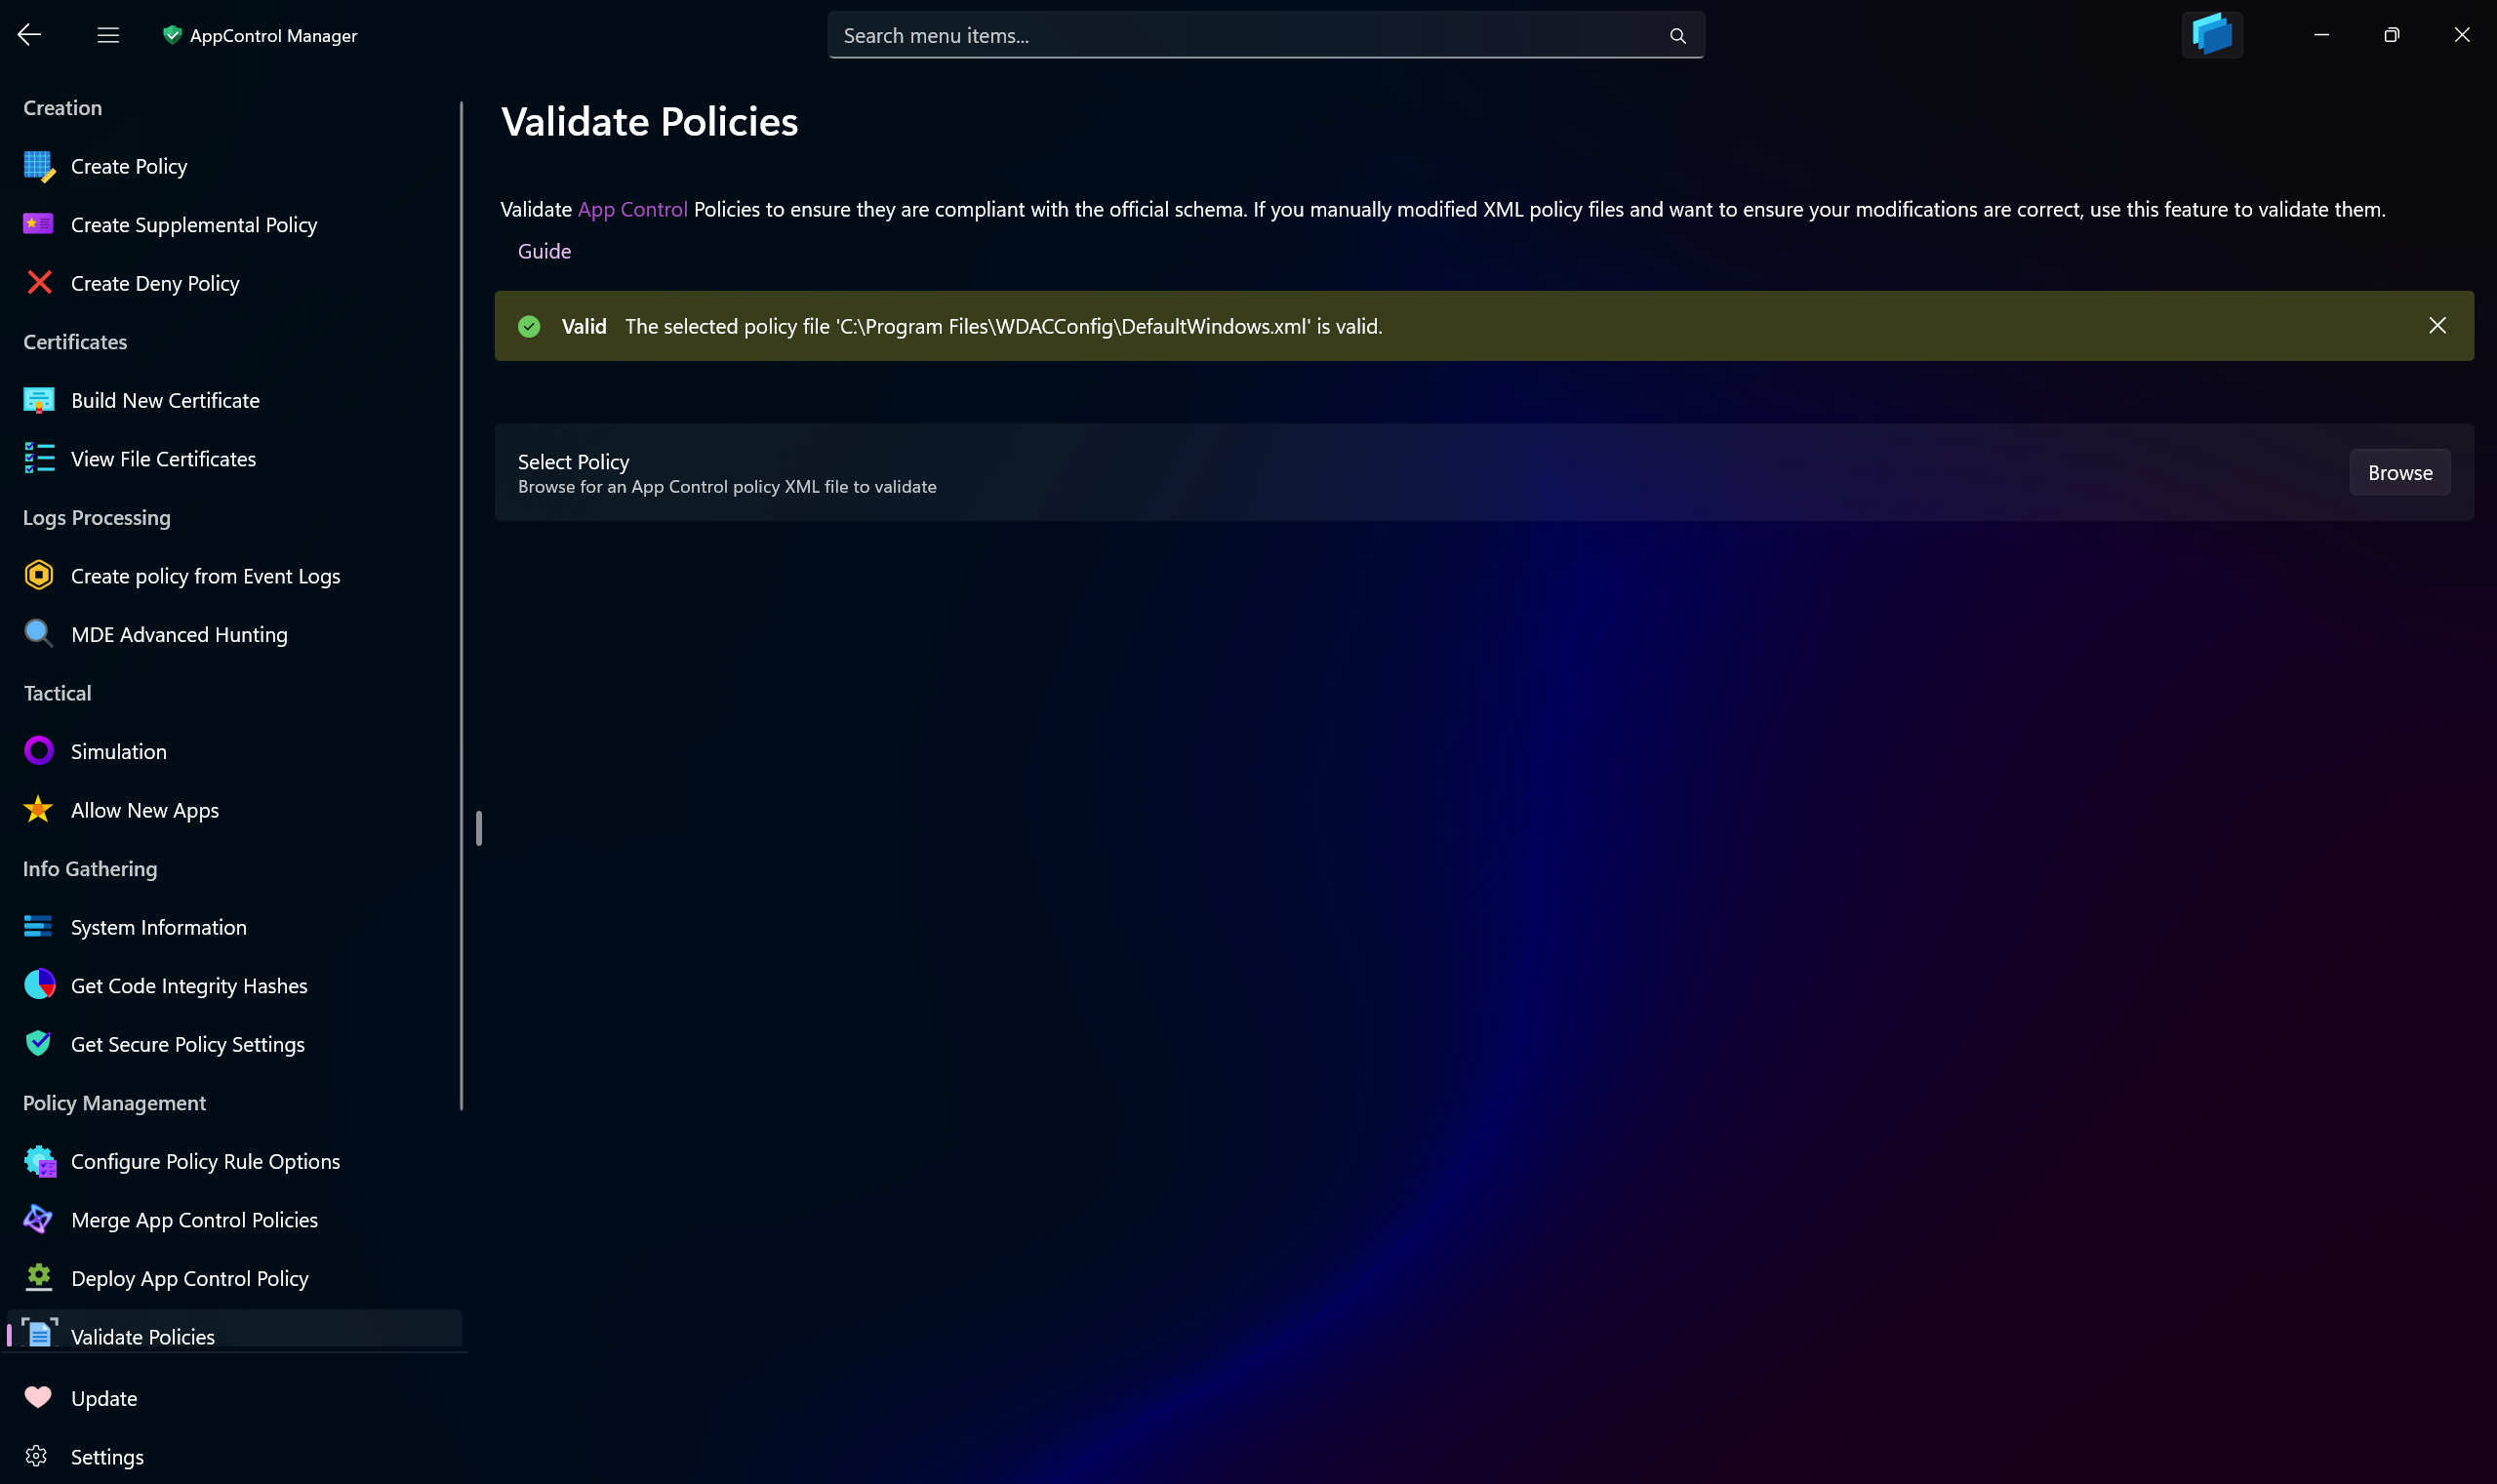 AppControl Manager
Search menu items...
Creation
Create Policy
Create Supplemental Policy
Create Deny Policy
Certificates
Build New Certificate
View File Certificates
Logs Processing
Create policy from Event Logs
MDE Advanced Hunting
Tactical
Simulation
Allow New Apps
Info Gathering
System Information
Get Code Integrity Hashes
Get Secure Policy Settings
Policy Management
Configure Policy Rule Options
Merge App Control Policies
Deploy App Control Policy
Validate Policies
Update
Settings
Validate Policies
Validate App Control Policies to ensure they are compliant with the official schema. If you manually modified XML policy files and want to ensure your modifications are correct, use this feature to validate them.
Guide
Valid The selected policy file 'C:\Program Files\WDACConfig\DefaultWindows.xml' is valid.
Select Policy
Browse for an App Control policy XML file to validate
Browse